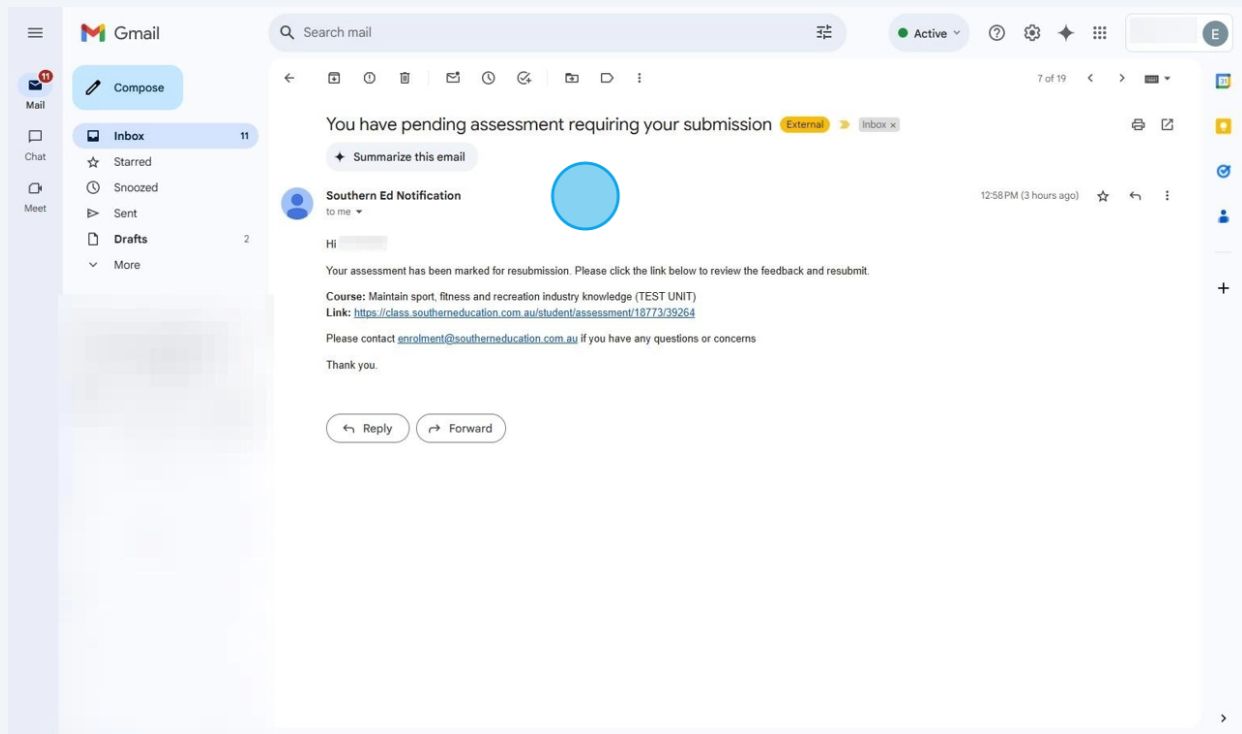 Gmail
Search mail
Active
E
11
Mail
Compose
7 of 19
31
Inbox 11
You have pending assessment requiring your submission External Inbox ×
Chat
Starred
Summarize this email
Snoozed
Meet
Sent
Southern Ed Notification
12:58 PM (3 hours ago)
to me
Drafts 2
Hi
More
Your assessment has been marked for resubmission. Please click the link below to review the feedback and resubmit.
Course: Maintain sport, fitness and recreation industry knowledge (TEST UNIT)
Link: https://class.southerneducation.com.au/student/assessment/18773/39264
Please contact enrolment@southerneducation.com.au if you have any questions or concerns
Thank you.
Reply
Forward